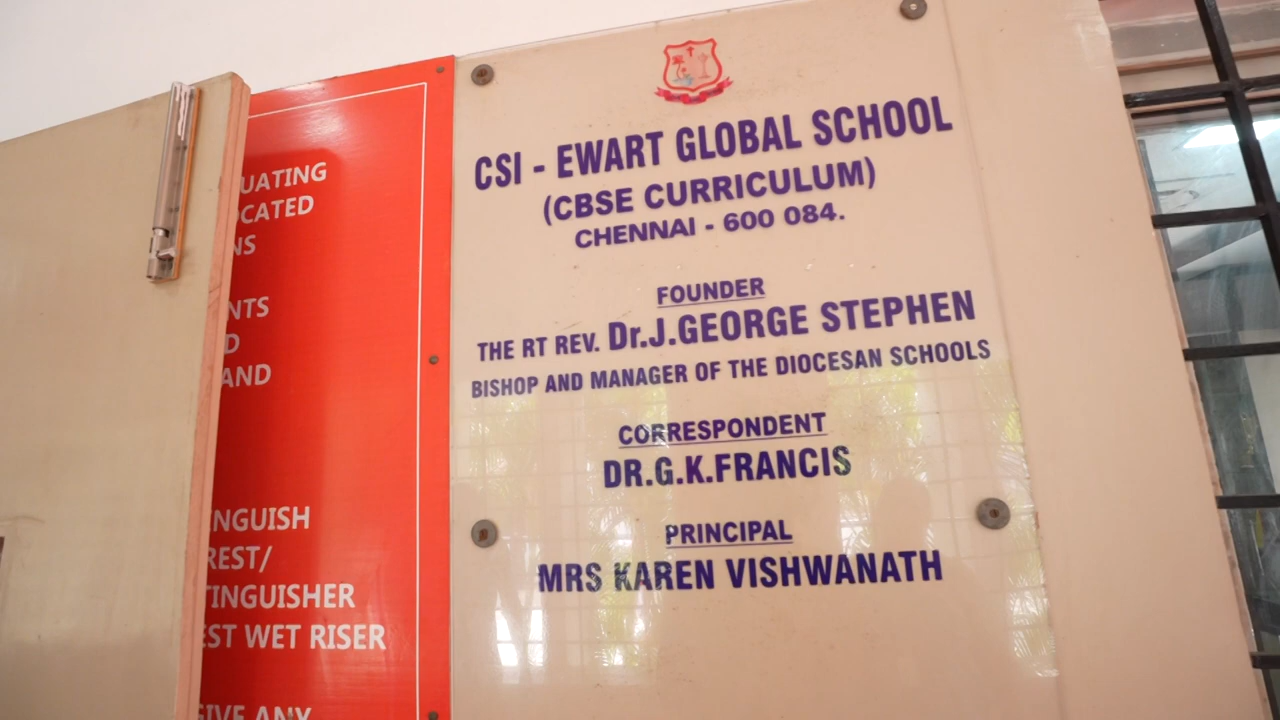 UATING
OCATED
NS
NTS
D
AND
NGUISH
REST/
TINGUISHER
EST WET RISER
GIVE ANY
CSI - EWART GLOBAL SCHOOL
(CBSE CURRICULUM)
CHENNAI - 600 084.
FOUNDER
THE RT REV. Dr.J.GEORGE STEPHEN
BISHOP AND MANAGER OF THE DIOCESAN SCHOOLS
CORRESPONDENT
DR.G.K.FRANCIS
PRINCIPAL
MRS KAREN VISHWANATH